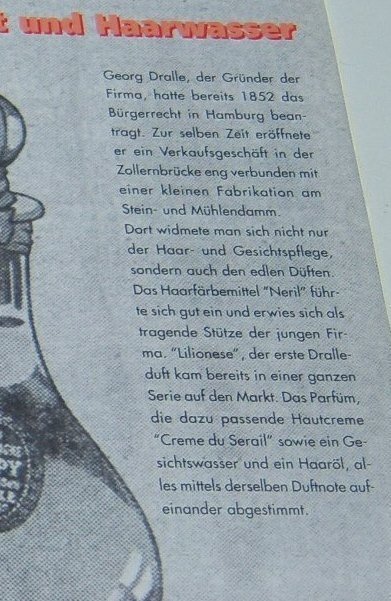 t und Haarwasser
Georg Dralle, der Gründer der
Firma, hatte bereits 1852 das
Bürgerrecht in Hamburg bean-
tragt. Zur selben Zeit eröffnete
er ein Verkaufsgeschäft in der
Zollernbrücke eng verbunden mit
einer kleinen Fabrikation am
Stein- und Mühlendamm.
Dort widmete man sich nicht nur
der Haar- und Gesichtspflege,
sondern auch den edlen Düften.
Das Haarfärbemittel "Neril" führ-
te sich gut ein und erwies sich als
tragende Stütze der jungen Fir-
ma. "Lilionese", der erste Dralle-
duft kam bereits in einer ganzen
Serie auf den Markt. Das Parfüm,
die dazu passende Hautcreme
"Creme du Serail" sowie ein Ge-
sichtswasser und ein Haaröl, al-
les mittels derselben Duftnote auf-
einander abgestimmt.